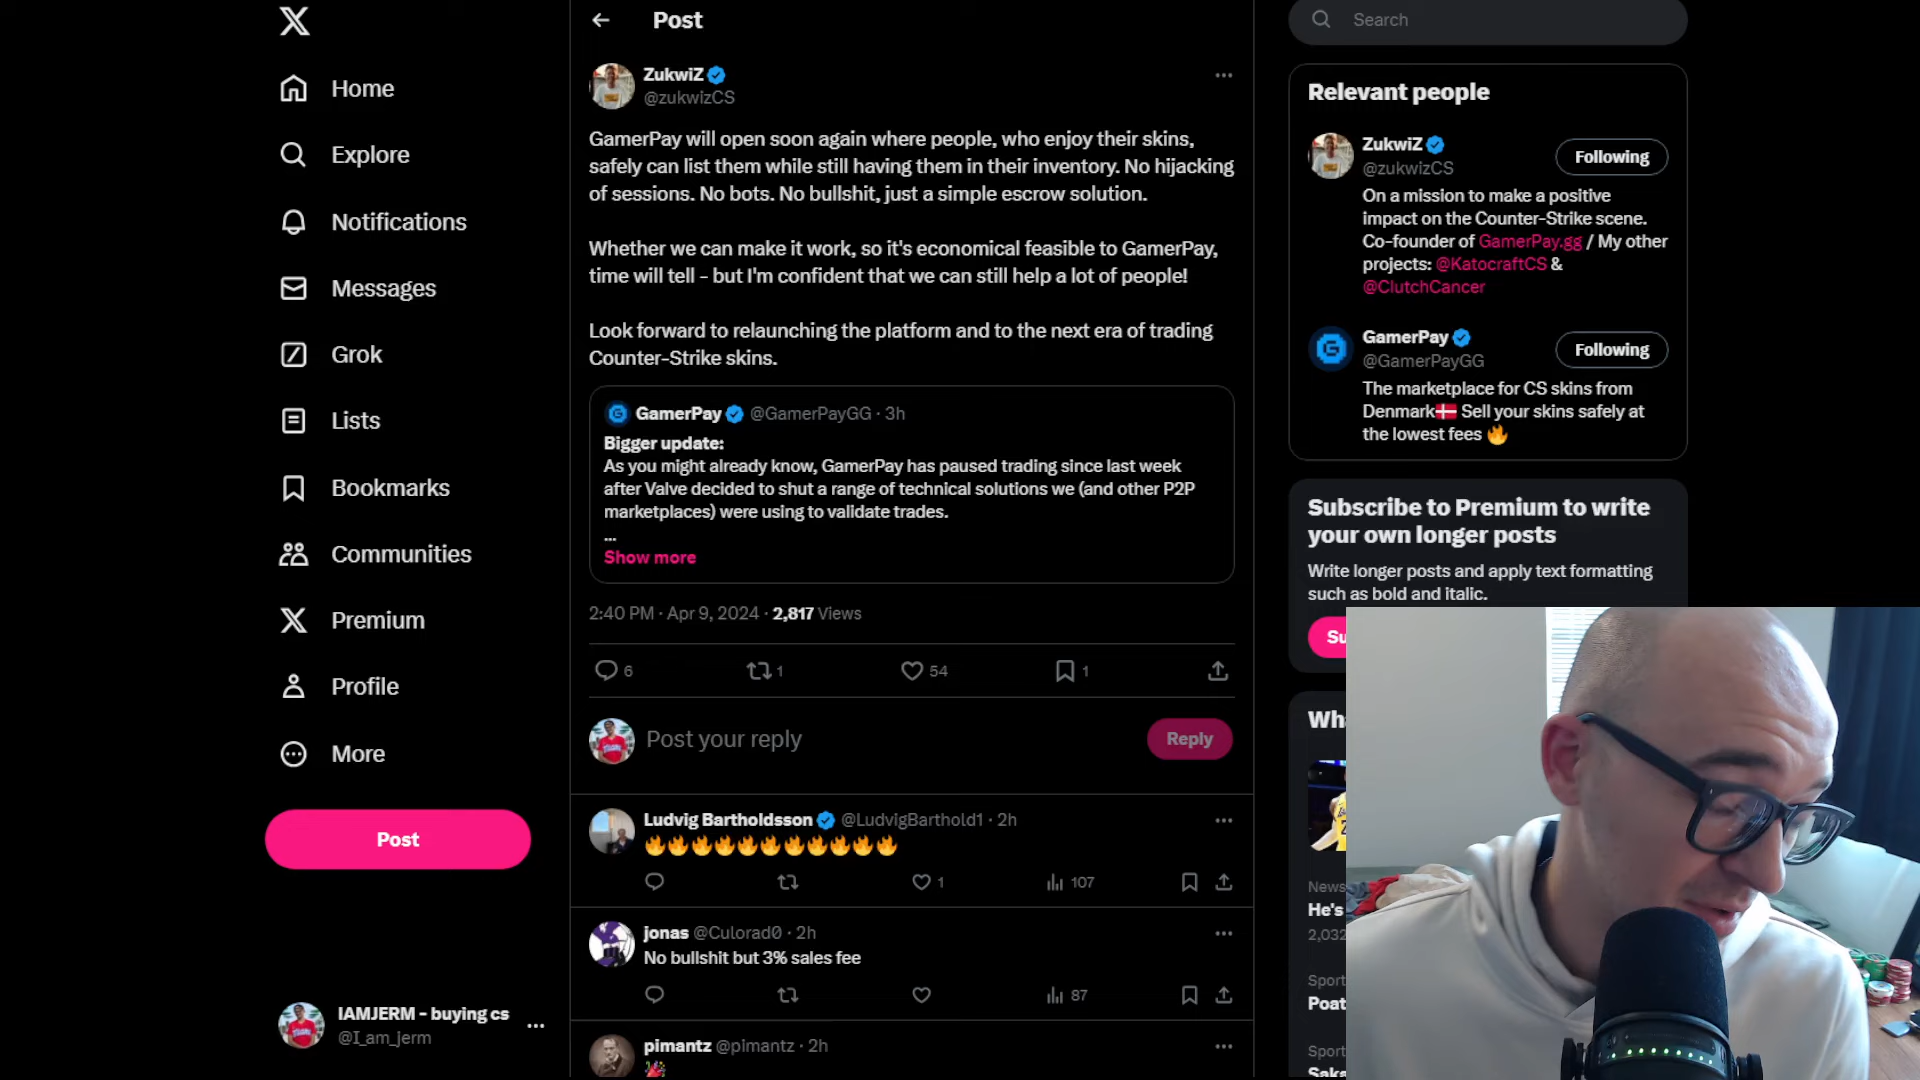 Home
Explore
Notifications
Messages
Grok
Lists
Bookmarks
Communities
Premium
Profile
More
Post
IAMJERM - buying cs
@I_am_jerm
Post
ZukwiZ
@zukwizCS
GamerPay will open soon again where people, who enjoy their skins,
safely can list them while still having them in their inventory. No hijacking
of sessions. No bots. No bullshit, just a simple escrow solution.
Whether we can make it work, so it's economical feasible to GamerPay,
time will tell - but I'm confident that we can still help a lot of people!
Look forward to relaunching the platform and to the next era of trading
Counter-Strike skins.
GamerPay @GamerPayGG · 3h
Bigger update:
As you might already know, GamerPay has paused trading since last week
after Valve decided to shut a range of technical solutions we (and other P2P
marketplaces) were using to validate trades.
...
Show more
2:40 PM · Apr 9, 2024 · 2,817 Views
6 1 54 1
Post your reply
Reply
Ludvig Bartholdsson @LudvigBarthold1 · 2h
🔥🔥🔥🔥🔥🔥🔥🔥🔥🔥🔥
1 107
jonas @Culorad0 · 2h
No bullshit but 3% sales fee
87
pimantz @pimantz · 2h
🎉
Search
Relevant people
ZukwiZ
@zukwizCS
Following
On a mission to make a positive
impact on the Counter-Strike scene.
Co-founder of GamerPay.gg / My other
projects: @KatocraftCS &
@ClutchCancer
GamerPay
@GamerPayGG
Following
The marketplace for CS skins from
Denmark🇩🇰 Sell your skins safely at
the lowest fees 🔥
Subscribe to Premium to write
your own longer posts
Write longer posts and apply text formatting
such as bold and italic.
Su
Wh
News
He's
2,032
Sport
Poat
Sport
Saka